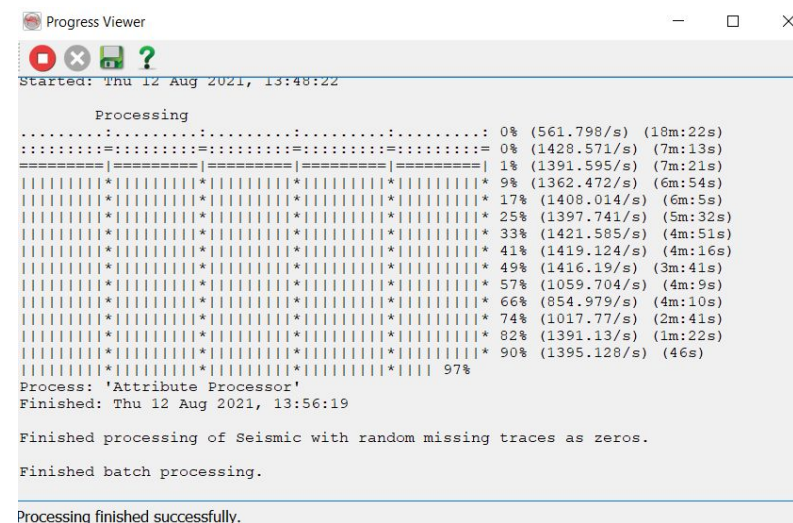 Progress Viewer
Started: Thu 12 Aug 2021, 13:48:22
Processing
.........:.........:.........:.........:.........: 0% (561.798/s) (18m:22s)
:::::::::=:::::::::=:::::::::=:::::::::=:::::::::= 0% (1428.571/s) (7m:13s)
=========|=========|=========|=========|=========| 1% (1391.595/s) (7m:21s)
|||||||||*|||||||||*|||||||||*|||||||||*|||||||||* 9% (1362.472/s) (6m:54s)
|||||||||*|||||||||*|||||||||*|||||||||*|||||||||* 17% (1408.014/s) (6m:5s)
|||||||||*|||||||||*|||||||||*|||||||||*|||||||||* 25% (1397.741/s) (5m:32s)
|||||||||*|||||||||*|||||||||*|||||||||*|||||||||* 33% (1421.585/s) (4m:51s)
|||||||||*|||||||||*|||||||||*|||||||||*|||||||||* 41% (1419.124/s) (4m:16s)
|||||||||*|||||||||*|||||||||*|||||||||*|||||||||* 49% (1416.19/s) (3m:41s)
|||||||||*|||||||||*|||||||||*|||||||||*|||||||||* 57% (1059.704/s) (4m:9s)
|||||||||*|||||||||*|||||||||*|||||||||*|||||||||* 66% (854.979/s) (4m:10s)
|||||||||*|||||||||*|||||||||*|||||||||*|||||||||* 74% (1017.77/s) (2m:41s)
|||||||||*|||||||||*|||||||||*|||||||||*|||||||||* 82% (1391.13/s) (1m:22s)
|||||||||*|||||||||*|||||||||*|||||||||*|||||||||* 90% (1395.128/s) (46s)
|||||||||*|||||||||*|||||||||*|||||||||*|||| 97%
Process: 'Attribute Processor'
Finished: Thu 12 Aug 2021, 13:56:19
Finished processing of Seismic with random missing traces as zeros.
Finished batch processing.
Processing finished successfully.